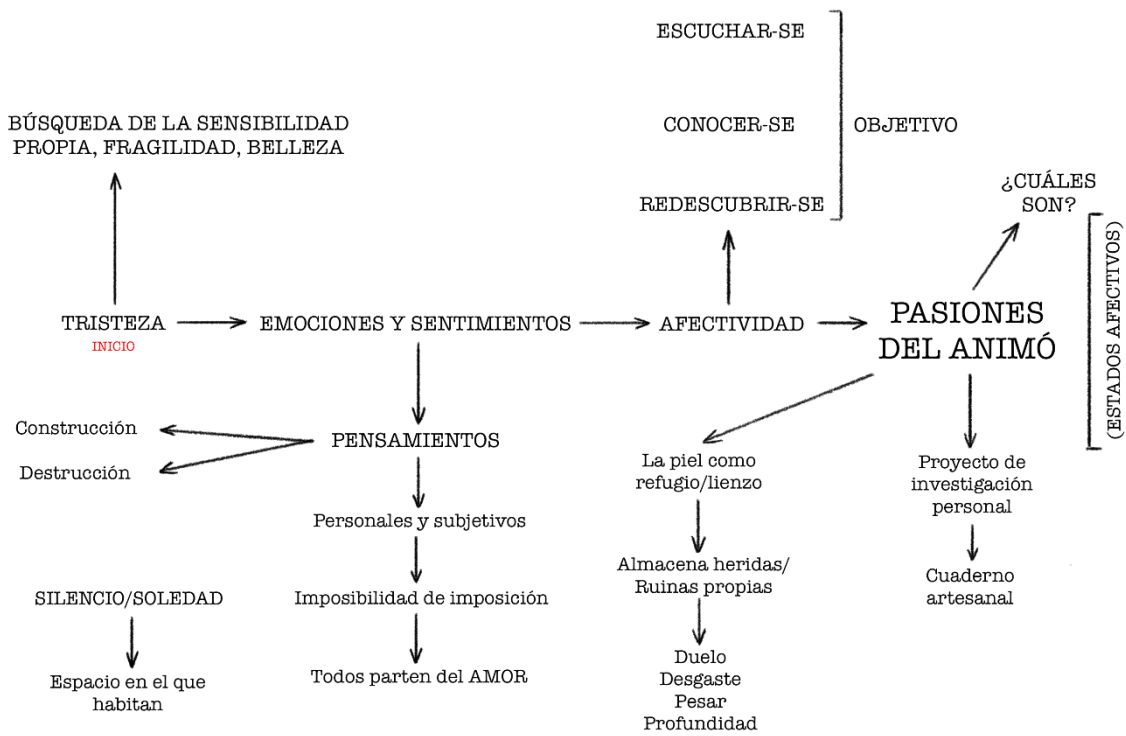 ESCUCHAR-SE
BÚSQUEDA DE LA SENSIBILIDAD
PROPIA, FRAGILIDAD, BELLEZA
CONOCER-SE
OBJETIVO
REDESCUBRIR-SE
¿CUÁLES
SON?
(ESTADOS AFECTIVOS)
TRISTEZA
INICIO
EMOCIONES Y SENTIMIENTOS
AFECTIVIDAD
PASIONES
DEL ANIMÓ
Construcción
Destrucción
PENSAMIENTOS
La piel como
refugio/lienzo
Proyecto de
investigación
personal
Personales y subjetivos
Almacena heridas/
Ruinas propias
Cuaderno
artesanal
SILENCIO/SOLEDAD
Imposibilidad de imposición
Espacio en el que
habitan
Todos parten del AMOR
Duelo
Desgaste
Pesar
Profundidad